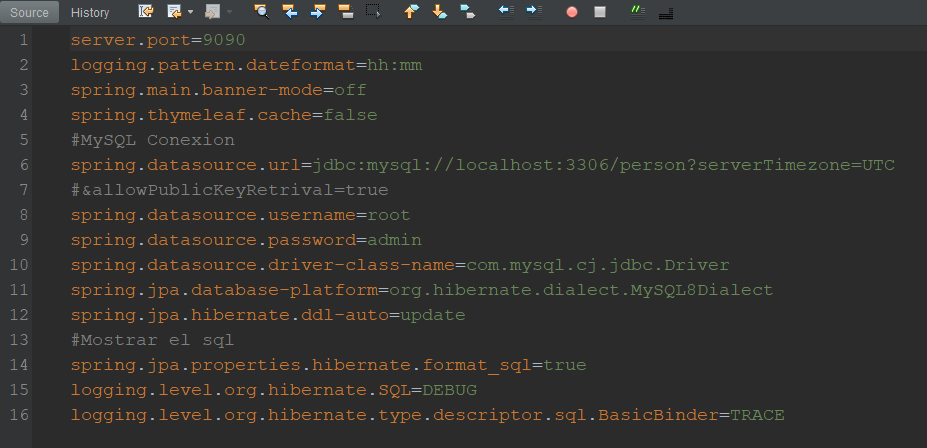 Source History
1 server.port=9090
2 logging.pattern.dateformat=hh:mm
3 spring.main.banner-mode=off
4 spring.thymeleaf.cache=false
5 #MySQL Conexion
6 spring.datasource.url=jdbc:mysql://localhost:3306/person?serverTimezone=UTC
7 #&allowPublicKeyRetrival=true
8 spring.datasource.username=root
9 spring.datasource.password=admin
10 spring.datasource.driver-class-name=com.mysql.cj.jdbc.Driver
11 spring.jpa.database-platform=org.hibernate.dialect.MySQL8Dialect
12 spring.jpa.hibernate.ddl-auto=update
13 #Mostrar el sql
14 spring.jpa.properties.hibernate.format_sql=true
15 logging.level.org.hibernate.SQL=DEBUG
16 logging.level.org.hibernate.type.descriptor.sql.BasicBinder=TRACE